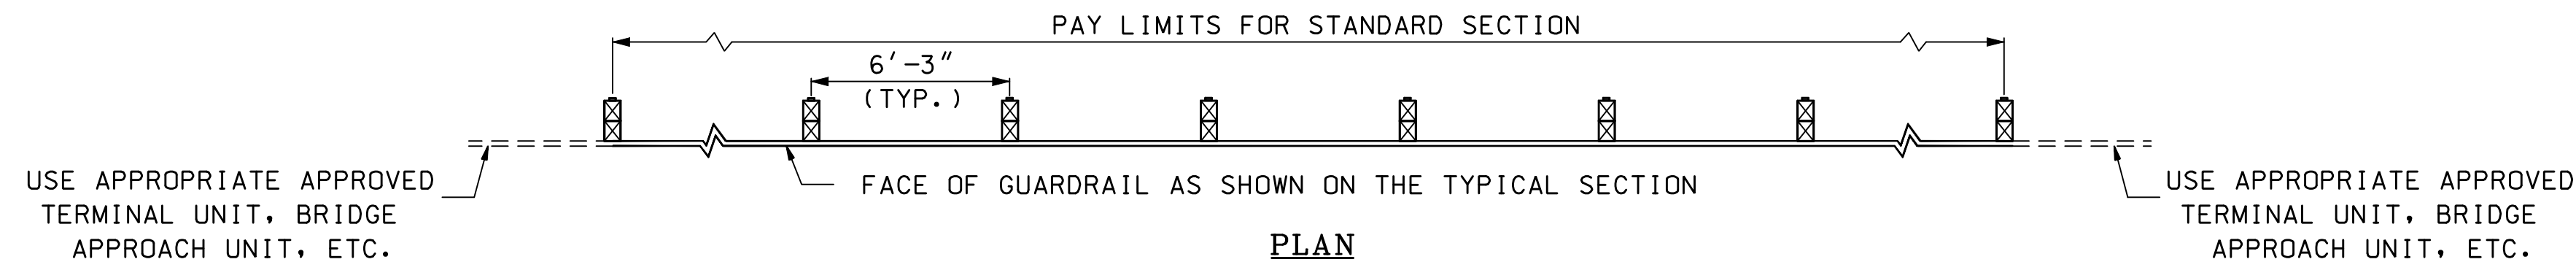 PAY LIMITS FOR STANDARD SECTION
6'-3"
(TYP.)
USE APPROPRIATE APPROVED
TERMINAL UNIT, BRIDGE
APPROACH UNIT, ETC.
FACE OF GUARDRAIL AS SHOWN ON THE TYPICAL SECTION
USE APPROPRIATE APPROVED
TERMINAL UNIT, BRIDGE
APPROACH UNIT, ETC.
PLAN